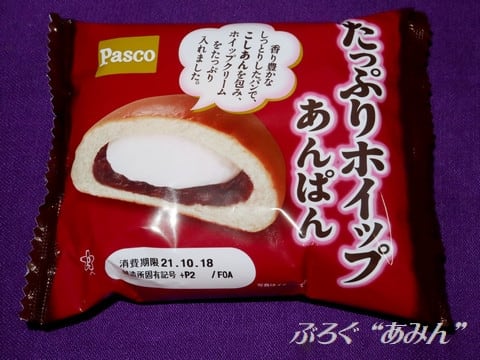 Pasco
香り豊かな
しっとりしたパンで、
こしあんを包み、
ホイップクリーム
をたっぷり
入れました。
たっぷりホイップ
あんぱん
消費期限 21.10.18
製造所固有記号 +P2 /FOA
ぶろぐ“あみん”